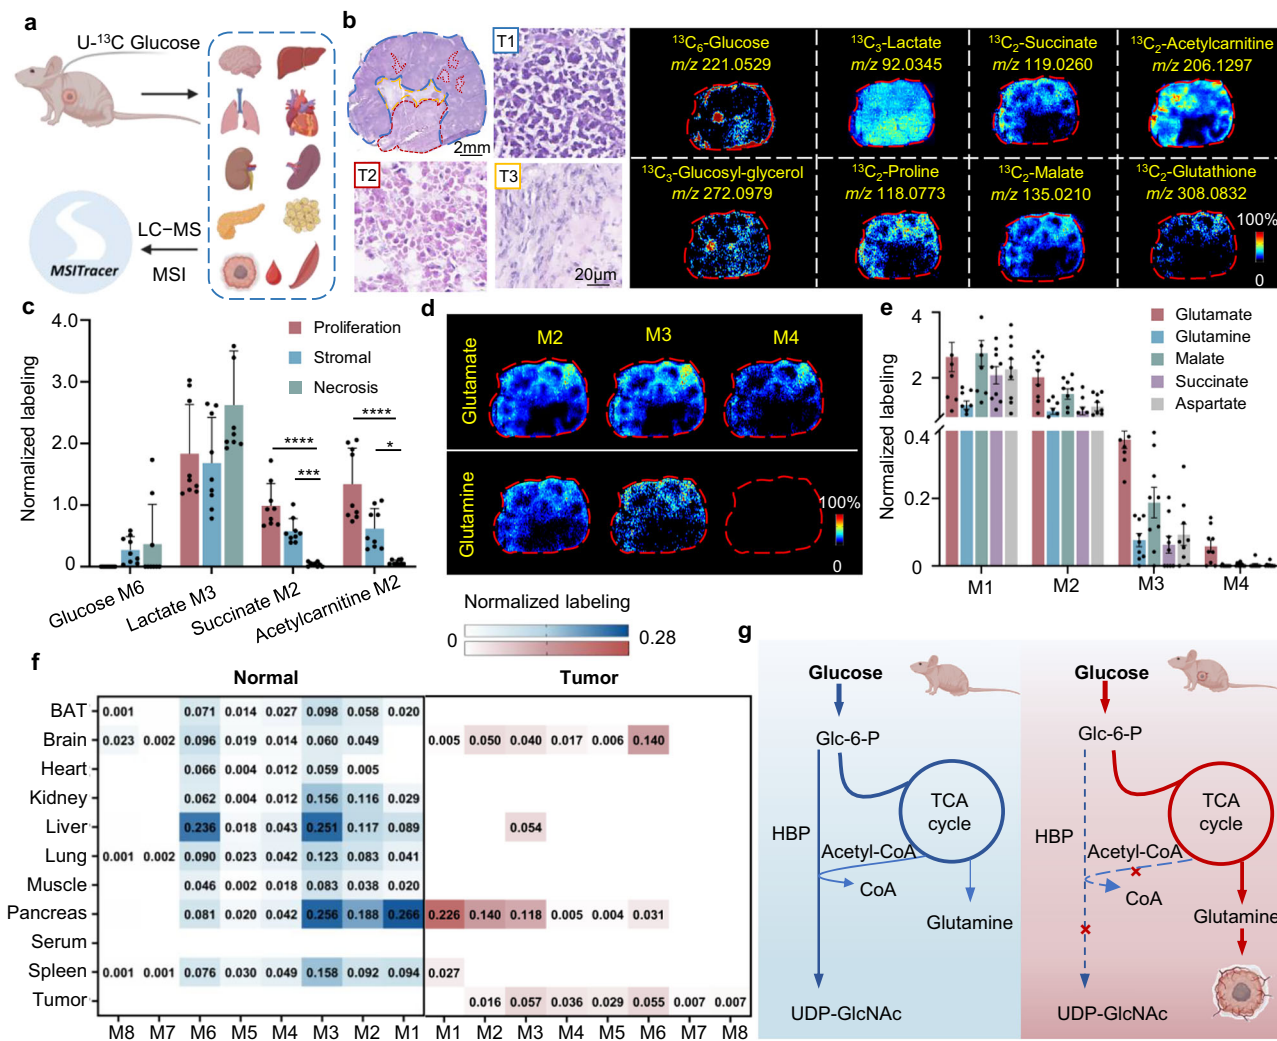 a
U-¹³C Glucose
LC−MS
MSI
MSITracer
b
T1
2mm
T2
T3
20μm
¹³C₆-Glucose
m/z 221.0529
¹³C₃-Lactate
m/z 92.0345
¹³C₂-Succinate
m/z 119.0260
¹³C₂-Acetylcarnitine
m/z 206.1297
¹³C₃-Glucosyl-glycerol
m/z 272.0979
¹³C₂-Proline
m/z 118.0773
¹³C₂-Malate
m/z 135.0210
¹³C₂-Glutathione
m/z 308.0832
100%
0
c
Normalized labeling
4.0
3.0
2.0
1.0
0
Proliferation
Stromal
Necrosis
****
***
****
*
Glucose M6
Lactate M3
Succinate M2
Acetylcarnitine M2
d
M2 M3 M4
Glutamate
Glutamine
100%
0
e
Normalized labeling
4
2
0.4
0.2
0
Glutamate
Glutamine
Malate
Succinate
Aspartate
M1 M2 M3 M4
Normalized labeling
0 0.28
f
Normal Tumor
BAT 0.001 0.071 0.014 0.027 0.098 0.058 0.020
Brain 0.023 0.002 0.096 0.019 0.014 0.060 0.049 0.005 0.050 0.040 0.017 0.006 0.140
Heart 0.066 0.004 0.012 0.059 0.005
Kidney 0.062 0.004 0.012 0.156 0.116 0.029
Liver 0.236 0.018 0.043 0.251 0.117 0.089 0.054
Lung 0.001 0.002 0.090 0.023 0.042 0.123 0.083 0.041
Muscle 0.046 0.002 0.018 0.083 0.038 0.020
Pancreas 0.081 0.020 0.042 0.256 0.188 0.266 0.226 0.140 0.118 0.005 0.004 0.031
Serum
Spleen 0.001 0.001 0.076 0.030 0.049 0.158 0.092 0.094 0.027
Tumor 0.016 0.057 0.036 0.029 0.055 0.007 0.007
M8 M7 M6 M5 M4 M3 M2 M1 M1 M2 M3 M4 M5 M6 M7 M8
g
Glucose
Glc-6-P
TCA
cycle
HBP
Acetyl-CoA
CoA
Glutamine
UDP-GlcNAc
Glucose
Glc-6-P
TCA
cycle
HBP
Acetyl-CoA
CoA
Glutamine
UDP-GlcNAc